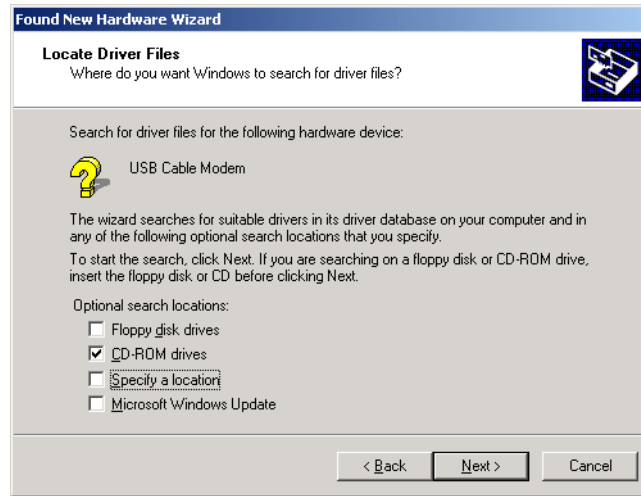 Found New Hardware Wizard
Locate Driver Files
Where do you want Windows to search for driver files?
Search for driver files for the following hardware device:
USB Cable Modem
The wizard searches for suitable drivers in its driver database on your computer and in
any of the following optional search locations that you specify.
To start the search, click Next. If you are searching on a floppy disk or CD-ROM drive,
insert the floppy disk or CD before clicking Next.
Optional search locations:
Floppy disk drives
CD-ROM drives
Specify a location
Microsoft Windows Update
< Back Next > Cancel